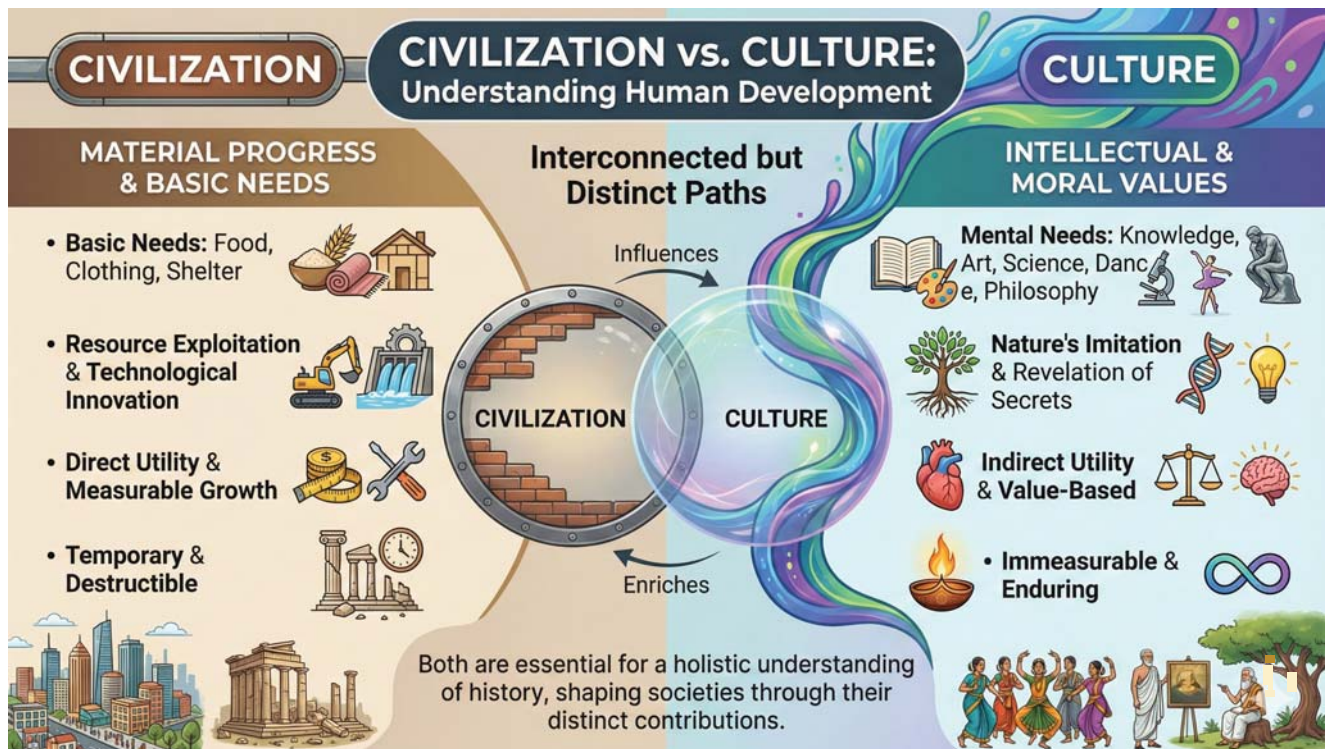 CIVILIZATION
CIVILIZATION vs. CULTURE:
Understanding Human Development
CULTURE
MATERIAL PROGRESS
& BASIC NEEDS
• Basic Needs: Food,
Clothing, Shelter
• Resource Exploitation
& Technological
Innovation
• Direct Utility &
Measurable Growth
• Temporary &
Destructible
Interconnected but
Distinct Paths
Influences
CIVILIZATION
CULTURE
Enriches
Both are essential for a holistic understanding
of history, shaping societies through their
distinct contributions.
INTELLECTUAL &
MORAL VALUES
Mental Needs: Knowledge,
Art, Science, Danc
e, Philosophy
Nature's Imitation
& Revelation of
Secrets
Indirect Utility
& Value-Based
• Immeasurable &
Enduring
$